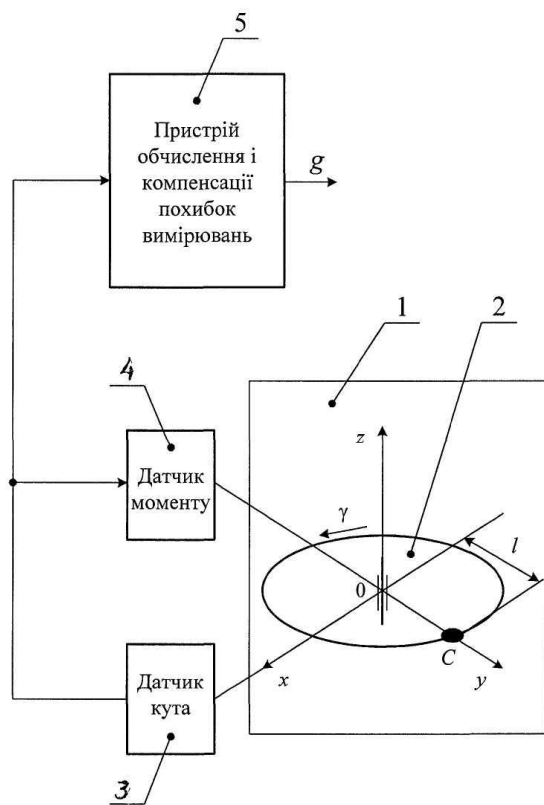 5
Пристрій
обчислення і
компенсації
похибок
вимірювань
g
1
2
4
z
Датчик
моменту
γ
l
0
C
x
y
Датчик
кута
3